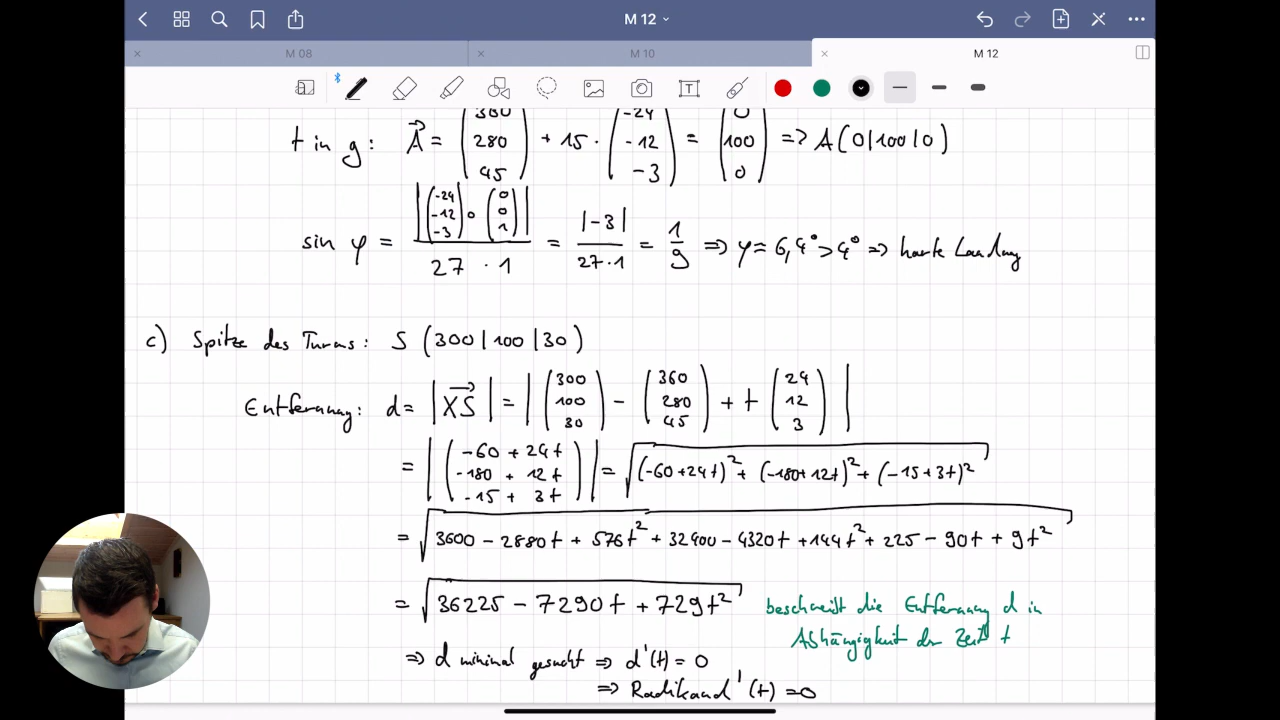 M 12
M 08
M 10
M 12
t in g: A⃗ = (360 280 45) + 15 · (-24 -12 -3) = (0 100 0) => A(0|100|0)
sin φ = |(-24 -12 -3) ∘ (0 0 1)| / (27 · 1) = |-3| / (27·1) = 1/9 => φ ≈ 6,4° > 4° => harte Landung
c) Spitze des Turms: S (300|100|30)
Entfernung: d = |XS⃗| = |(300 100 30) - (360 280 45) + t (24 12 3)|
= |(-60 + 24t -180 + 12t -15 + 3t)| = √((-60+24t)² + (-180+12t)² + (-15+3t)²)
= √(3600 - 2880t + 576t² + 32400 - 4320t + 144t² + 225 - 90t + 9t²)
= √(36225 - 7290t + 729t²) beschreibt die Entfernung d in
Abhängigkeit der Zeit t
=> d minimal gesucht => d'(t) = 0
=> Radikand'(t) = 0